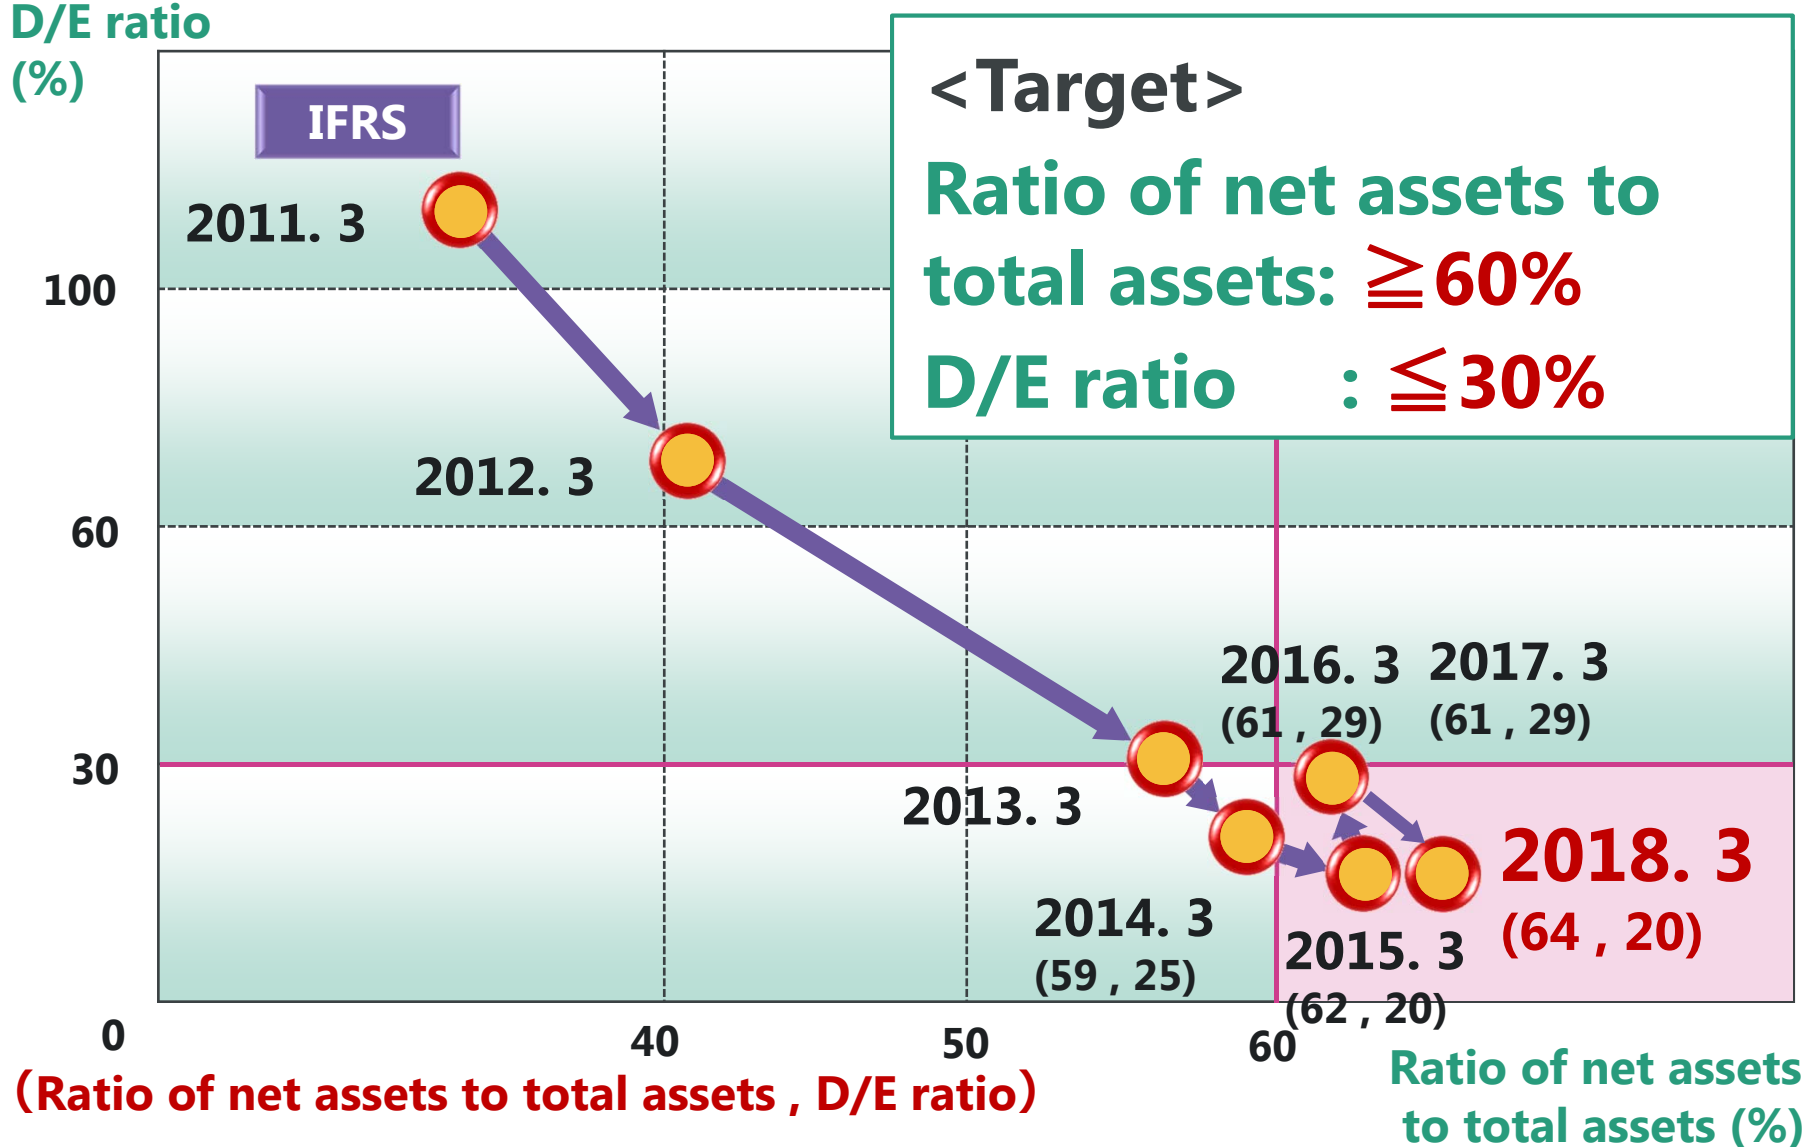 D/E ratio
(%)
IFRS
<Target>
Ratio of net assets to
total assets: ≧60%
D/E ratio : ≦30%
2011. 3
100
2012. 3
60
2016. 3
(61 , 29)
2017. 3
(61 , 29)
30
2013. 3
2018. 3
(64 , 20)
2014. 3
(59 , 25)
2015. 3
(62 , 20)
0
40
50
60
(Ratio of net assets to total assets , D/E ratio)
Ratio of net assets
to total assets (%)